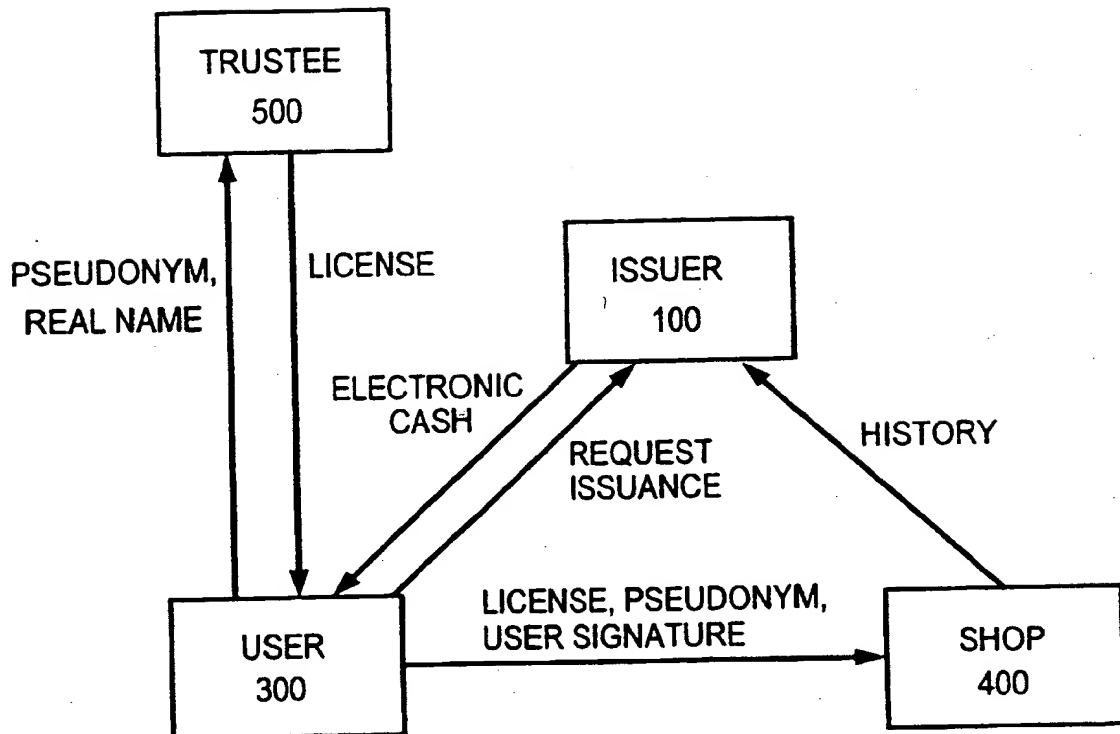 TRUSTEE
500
PSEUDONYM,
REAL NAME
LICENSE
ISSUER
100
ELECTRONIC
CASH
REQUEST
ISSUANCE
HISTORY
LICENSE, PSEUDONYM,
USER SIGNATURE
USER
300
SHOP
400